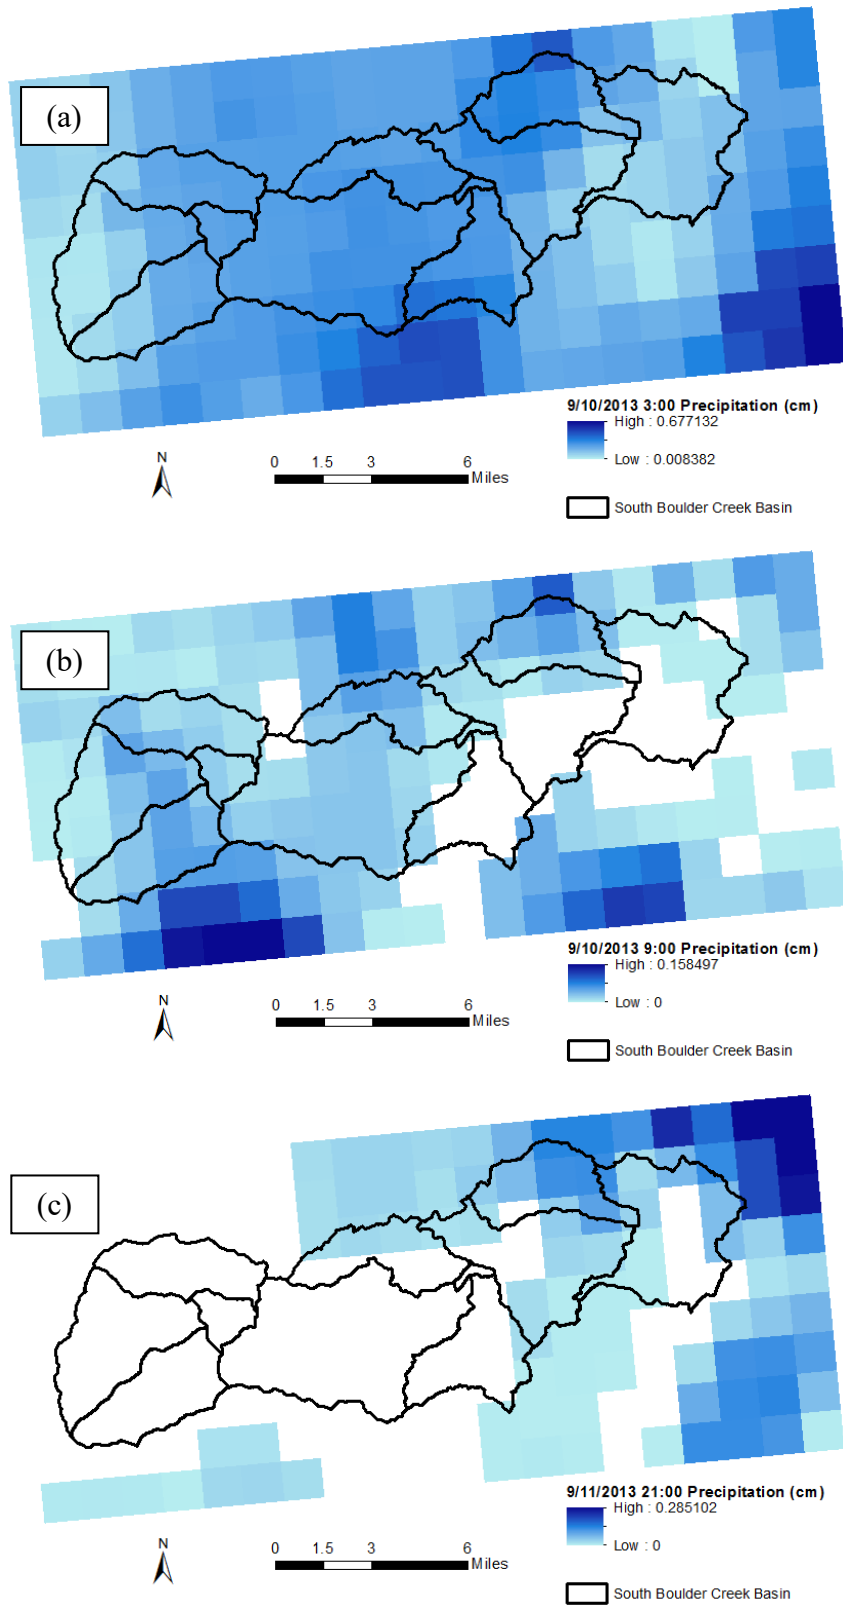 (a)
9/10/2013 3:00 Precipitation (cm)
High : 0.677132
Low : 0.008382
N
0 1.5 3 6
Miles
South Boulder Creek Basin
(b)
9/10/2013 9:00 Precipitation (cm)
High : 0.158497
Low : 0
N
0 1.5 3 6
Miles
South Boulder Creek Basin
(c)
9/11/2013 21:00 Precipitation (cm)
High : 0.285102
Low : 0
N
0 1.5 3 6
Miles
South Boulder Creek Basin